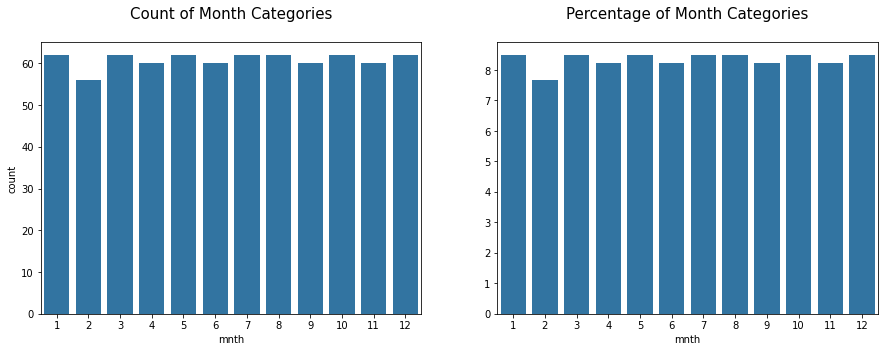 Count of Month Categories
60
50
40
30
20
10
0
count
1 2 3 4 5 6 7 8 9 10 11 12
mnth
Percentage of Month Categories
8
7
6
5
4
3
2
1
0
1 2 3 4 5 6 7 8 9 10 11 12
mnth